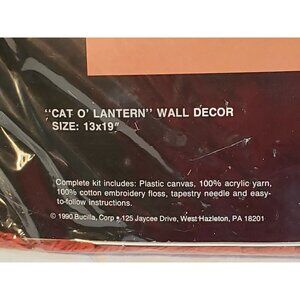 "CAT O' LANTERN" WALL DECOR
SIZE: 13x19"
Complete kit includes: Plastic canvas, 100% acrylic yarn,
100% cotton embroidery floss, tapestry needle and easy-
to-follow instructions.
© 1990 Bucilla, Corp • 125 Jaycee Drive, West Hazleton, PA 18201